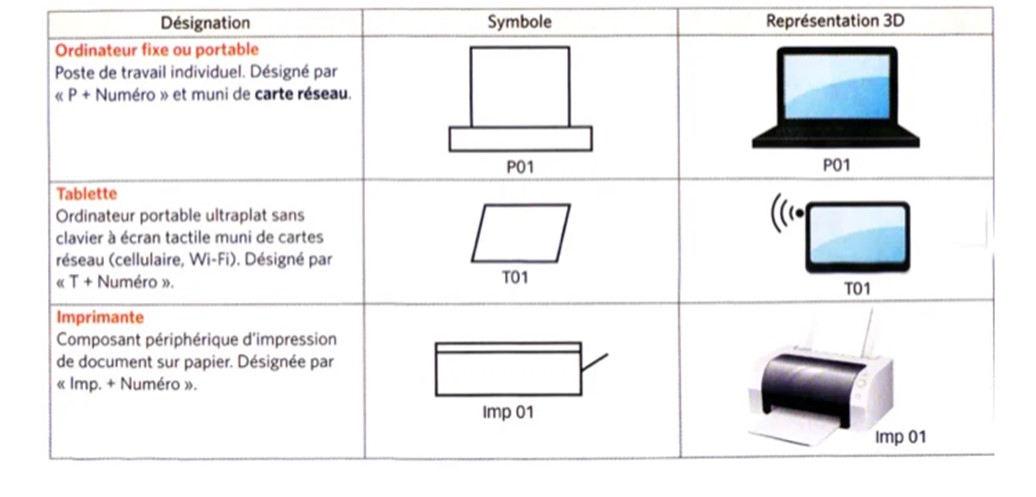 Désignation
Symbole
Représentation 3D
Ordinateur fixe ou portable
Poste de travail individuel. Désigné par
« P + Numéro » et muni de carte réseau.
P01
P01
Tablette
Ordinateur portable ultraplat sans
clavier à écran tactile muni de cartes
réseau (cellulaire, Wi-Fi). Désigné par
« T + Numéro ».
T01
T01
Imprimante
Composant périphérique d'impression
de document sur papier. Désignée par
« Imp. + Numéro ».
Imp 01
Imp 01